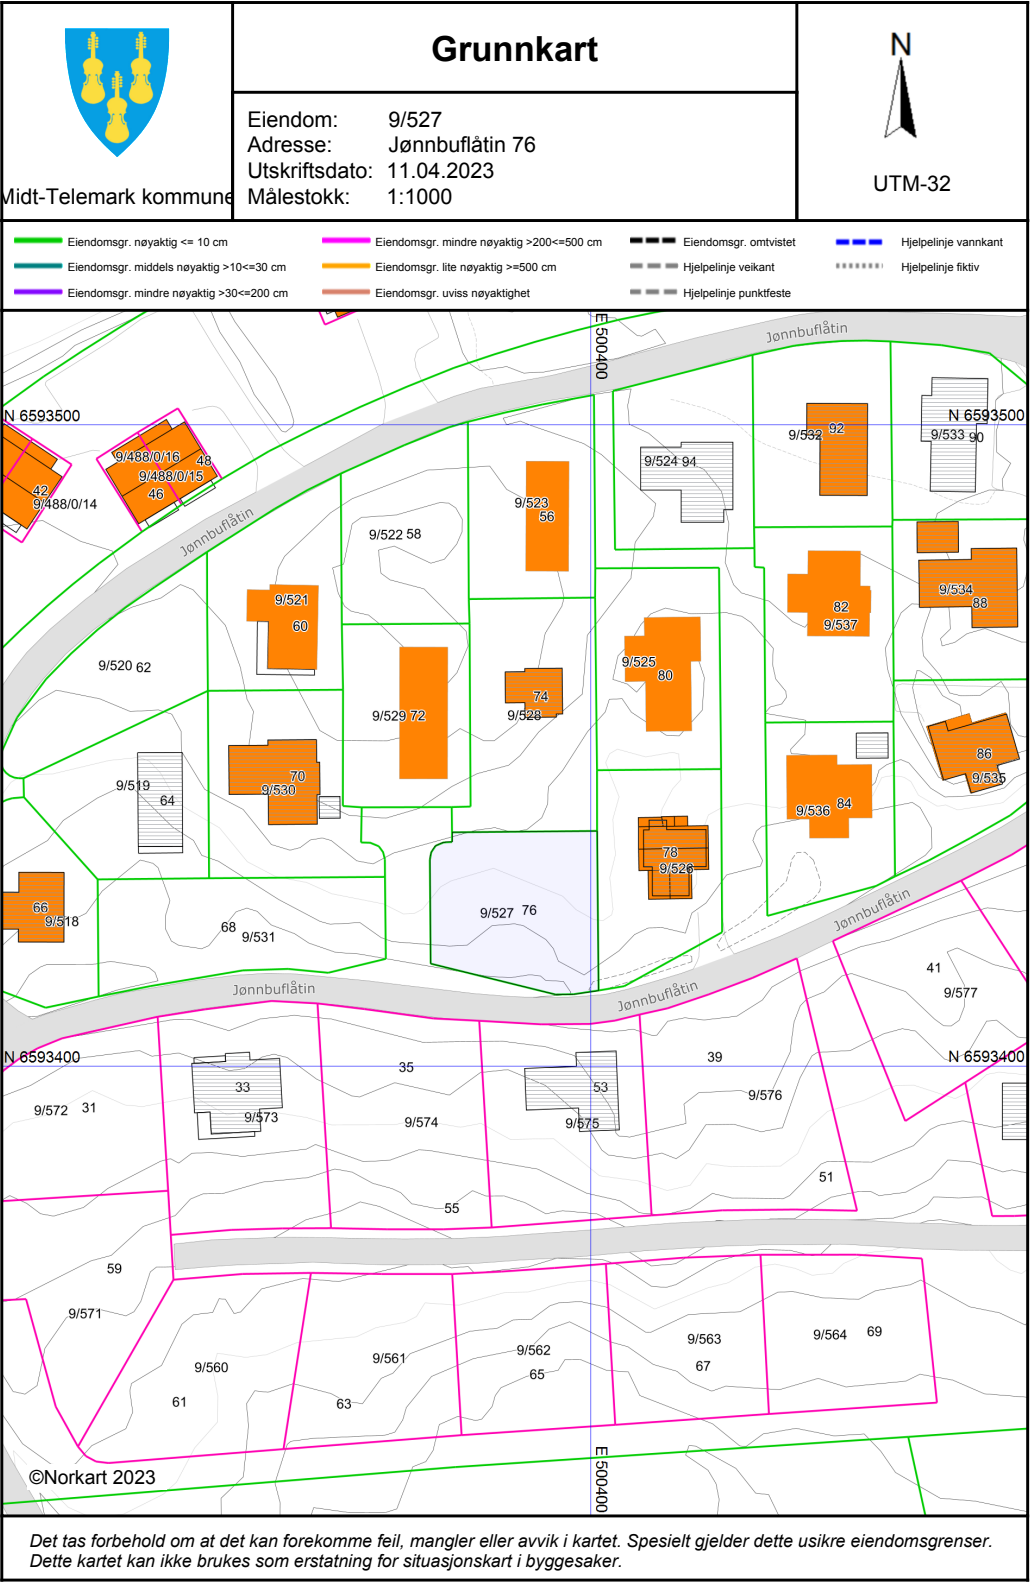 Grunnkart
Eiendom: 9/527
Adresse: Jønnbuflåtin 76
Utskriftsdato: 11.04.2023
Målestokk: 1:1000
Midt-Telemark kommune
N
UTM-32
Eiendomsgr. nøyaktig <= 10 cm
Eiendomsgr. middels nøyaktig >10<=30 cm
Eiendomsgr. mindre nøyaktig >30<=200 cm
Eiendomsgr. mindre nøyaktig >200<=500 cm
Eiendomsgr. lite nøyaktig >=500 cm
Eiendomsgr. uviss nøyaktighet
Eiendomsgr. omtvistet
Hjelpelinje veikant
Hjelpelinje punktfeste
Hjelpelinje vannkant
Hjelpelinje fiktiv
E 500400
Jønnbuflåtin
N 6593500
N 6593500
9/532 92
9/533 90
9/488/0/16 48
9/488/0/15
46
42
9/488/0/14
9/524 94
9/523
56
9/522 58
Jønnbuflåtin
9/521
60
82
9/537
9/534
88
9/520 62
9/525
80
74
9/528
9/529 72
86
9/535
9/519
64
70
9/530
9/536 84
78
9/526
66
9/518
68
9/531
9/527 76
Jønnbuflåtin
Jønnbuflåtin
Jønnbuflåtin
41
9/577
N 6593400
N 6593400
39
9/576
35
9/574
33
9/573
53
9/575
9/572 31
51
55
59
9/571
9/560
61
9/561
63
9/562
65
9/563
67
9/564 69
E 500400
©Norkart 2023
Det tas forbehold om at det kan forekomme feil, mangler eller avvik i kartet. Spesielt gjelder dette usikre eiendomsgrenser.
Dette kartet kan ikke brukes som erstatning for situasjonskart i byggesaker.